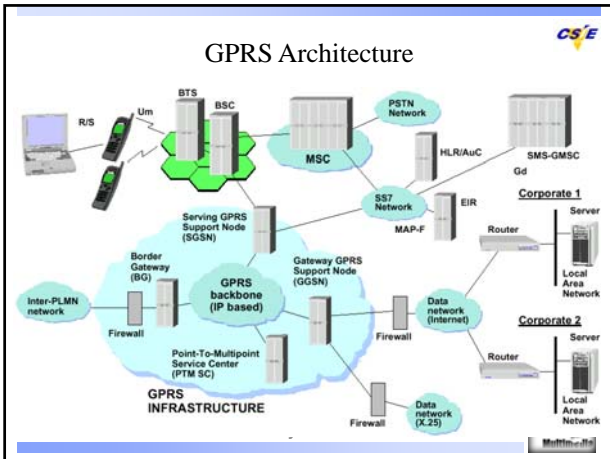 CSIE
GPRS Architecture
BTS
BSC
Um
R/S
PSTN
Network
MSC
HLR/AuC
SMS-GMSC
Gd
SS7
Network
EIR
MAP-F
Corporate 1
Server
Router
Local
Area
Network
Serving GPRS
Support Node
(SGSN)
Border
Gateway
(BG)
Gateway GPRS
Support Node
(GGSN)
GPRS
backbone
(IP based)
Inter-PLMN
network
Firewall
Data
network
(Internet)
Firewall
Corporate 2
Server
Router
Local
Area
Network
Point-To-Multipoint
Service Center
(PTM SC)
GPRS
INFRASTRUCTURE
Data
network
(X.25)
Firewall
Multimedia